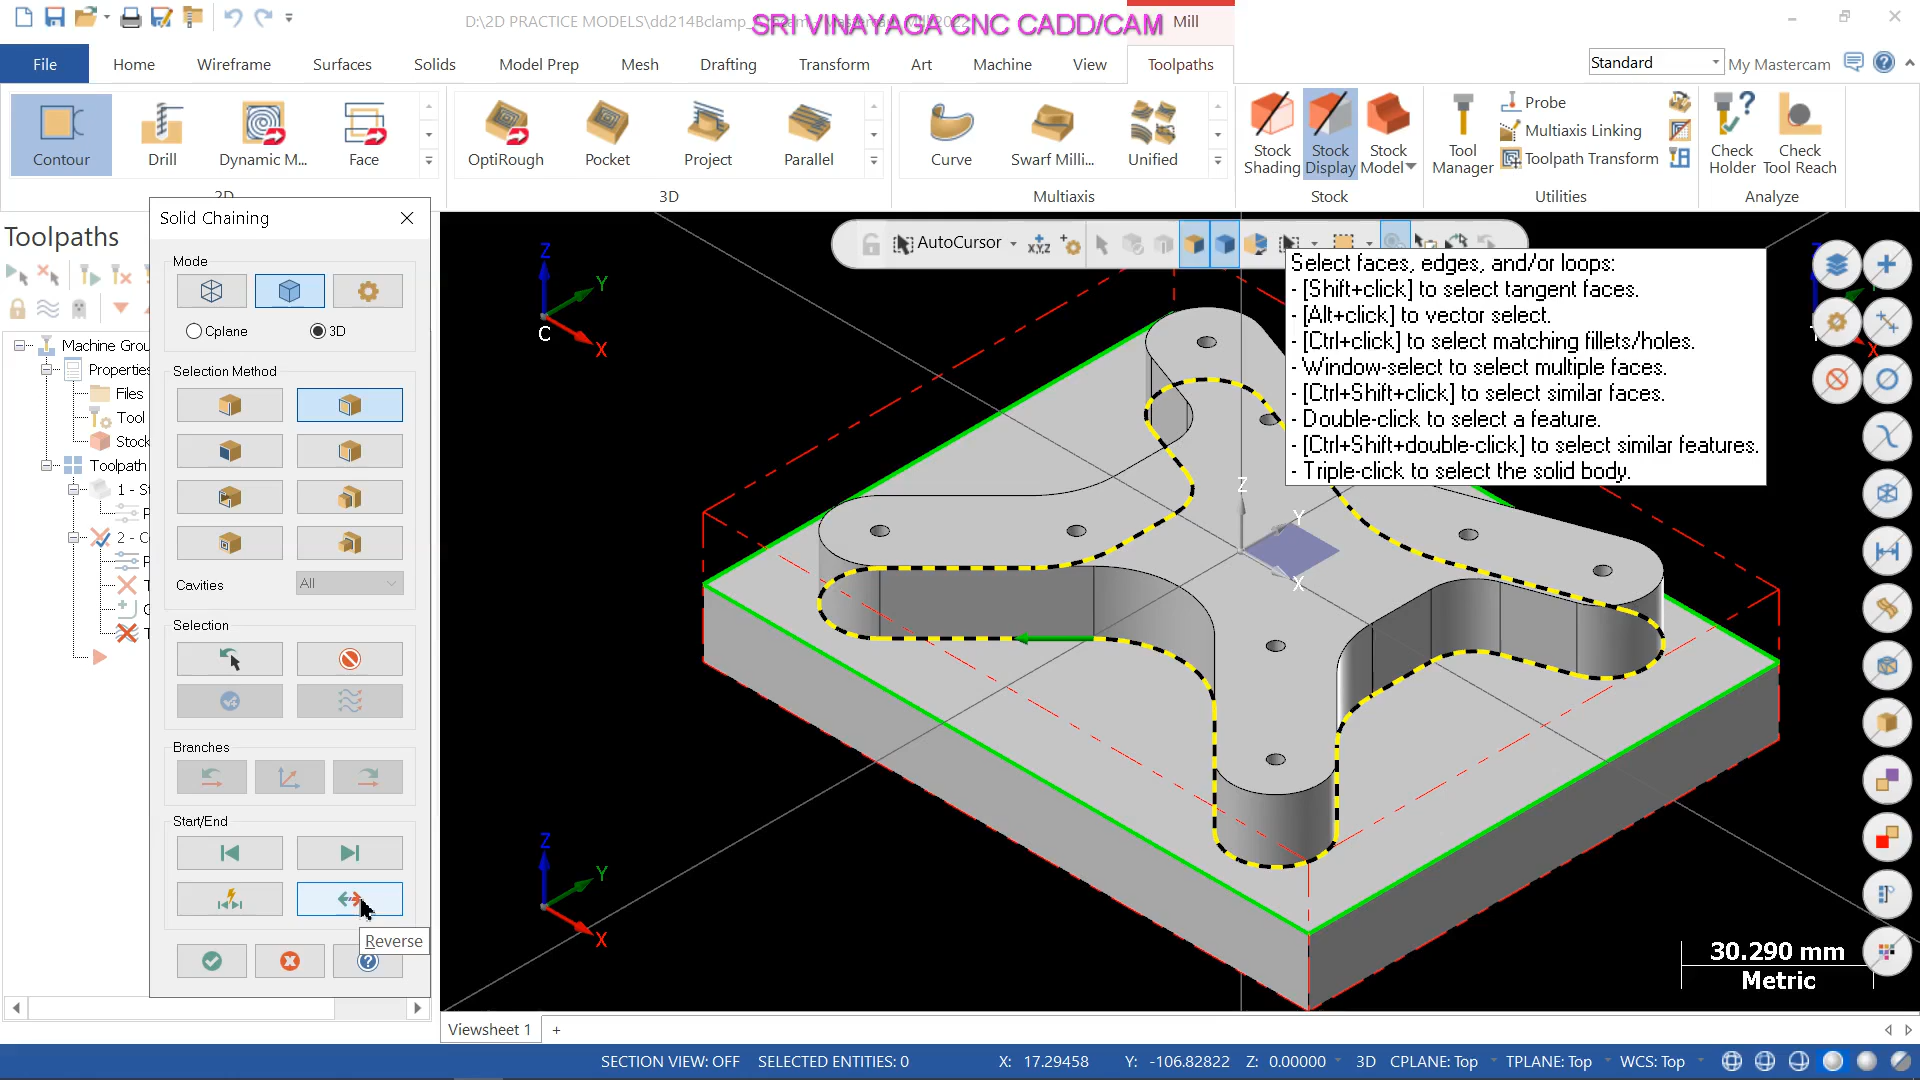 D:\2D PRACTICE MODELS\dd214Bclamp_
SRI VINAYAGA CNC CADD/CAM
Mill
File
Home
Wireframe
Surfaces
Solids
Model Prep
Mesh
Drafting
Transform
Art
Machine
View
Toolpaths
Standard
My Mastercam
Contour
Drill
Dynamic M...
Face
2D
OptiRough
Pocket
Project
Parallel
3D
Curve
Swarf Milli...
Unified
Multiaxis
Stock Shading
Stock Display
Stock Model
Stock
Tool Manager
Probe
Multiaxis Linking
Toolpath Transform
Utilities
Check Holder
Check Tool Reach
Analyze
Toolpaths
Machine Grou
Properties
Files
Tool
Stock
Toolpath
1 - S
2 - C
Solid Chaining
Mode
Cplane
3D
Selection Method
Cavities
All
Selection
Branches
Start/End
Reverse
AutoCursor
XYZ
Select faces, edges, and/or loops:
- [Shift+click] to select tangent faces.
- [Alt+click] to vector select.
- [Ctrl+click] to select matching fillets/holes.
- Window-select to select multiple faces.
- [Ctrl+Shift+click] to select similar faces.
- Double-click to select a feature.
- [Ctrl+Shift+double-click] to select similar features.
- Triple-click to select the solid body.
Z
Y
X
C
Z
Y
X
Z
Y
X
30.290 mm
Metric
Viewsheet 1
+
SECTION VIEW: OFF
SELECTED ENTITIES: 0
X: 17.29458
Y: -106.82822
Z: 0.00000
3D
CPLANE: Top
TPLANE: Top
WCS: Top